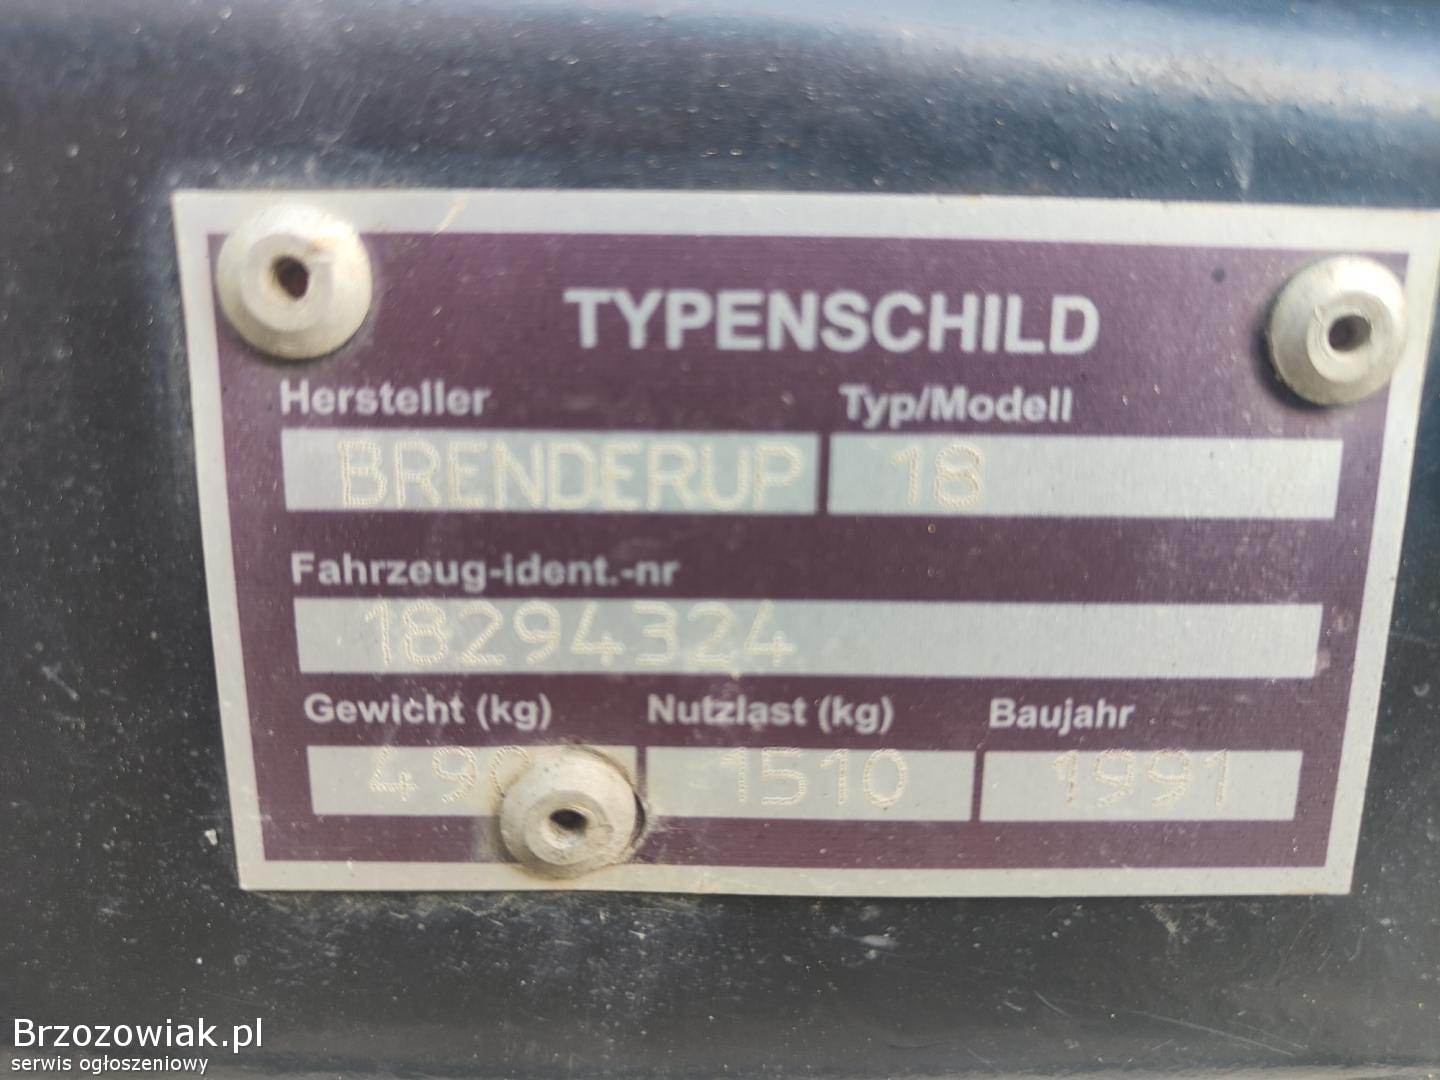 TYPENSCHILD
Hersteller Typ/Modell
BRENDERUP 18
Fahrzeug-ident.-nr
18294324
Gewicht (kg) Nutzlast (kg) Baujahr
1510 1991
Brzozowiak.pl
serwis ogłoszeniowy